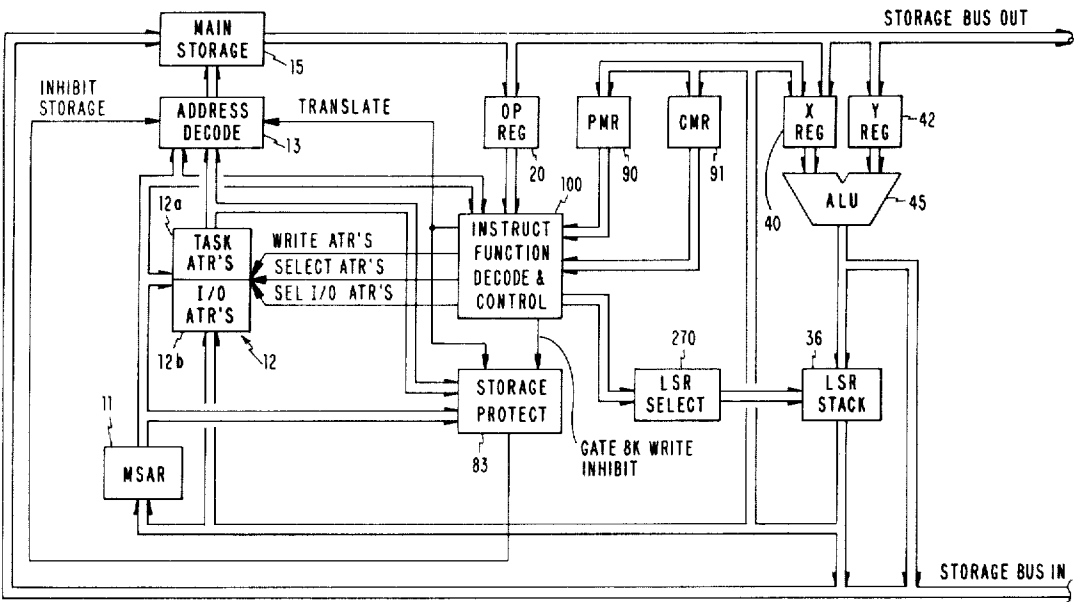 STORAGE BUS OUT
MAIN
STORAGE
15
INHIBIT
STORAGE
TRANSLATE
ADDRESS
DECODE
13
OP
REG
20
PMR
90
CMR
91
X
REG
40
Y
REG
42
ALU
45
100
INSTRUCT
FUNCTION
DECODE &
CONTROL
12a
TASK
ATR'S
I/O
ATR'S
12b
12
WRITE ATR'S
SELECT ATR'S
SEL I/O ATR'S
270
LSR
SELECT
36
LSR
STACK
STORAGE
PROTECT
83
GATE 8K WRITE
INHIBIT
11
MSAR
STORAGE BUS IN